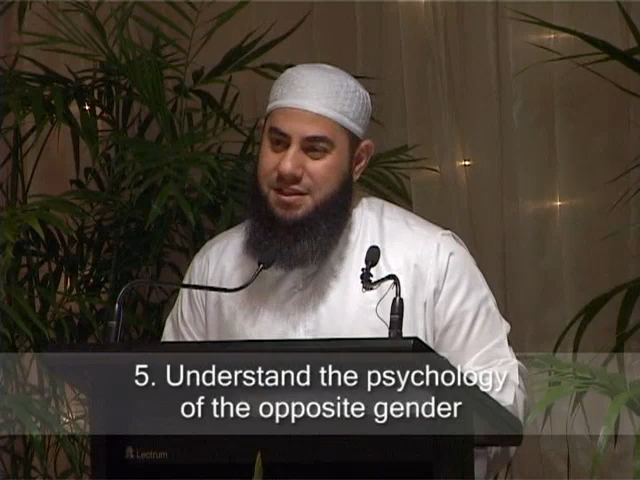 5. Understand the psychology
of the opposite gender
Lectrum